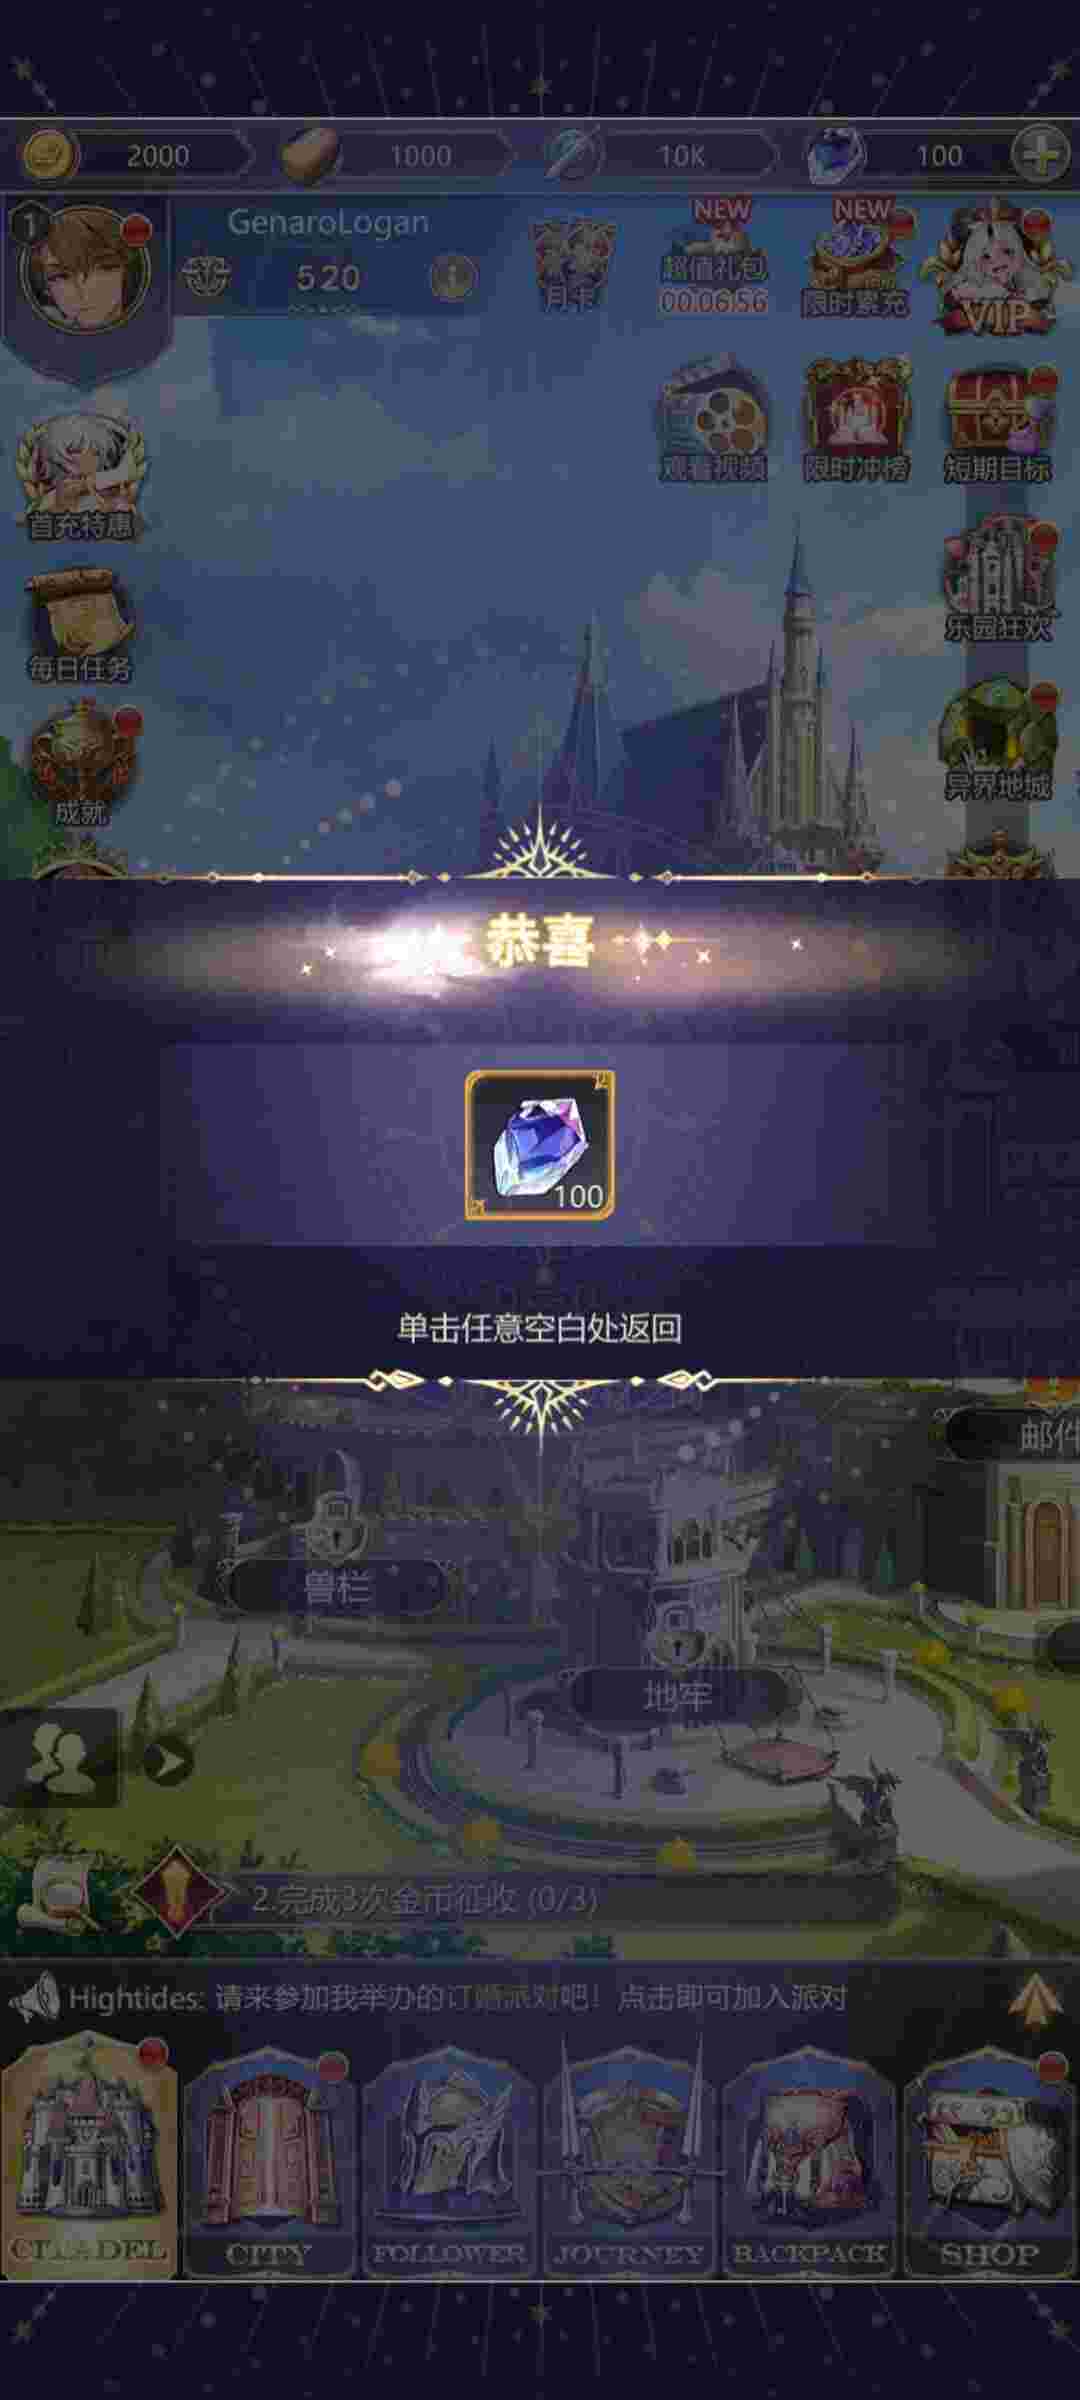 2000
1000
10K
100
1
GenaroLogan
520
月卡
NEW
超值礼包
00:06:56
NEW
限时累充
VIP
首充特惠
观看视频
限时冲榜
短期目标
每日任务
乐园狂欢
成就
异界地城
恭喜
100
单击任意空白处返回
邮件
兽栏
地牢
2.完成3次金币征收 (0/3)
Hightides: 请来参加我举办的订婚派对吧！点击即可加入派对
CITADEL
CITY
FOLLOWER
JOURNEY
BACKPACK
SHOP